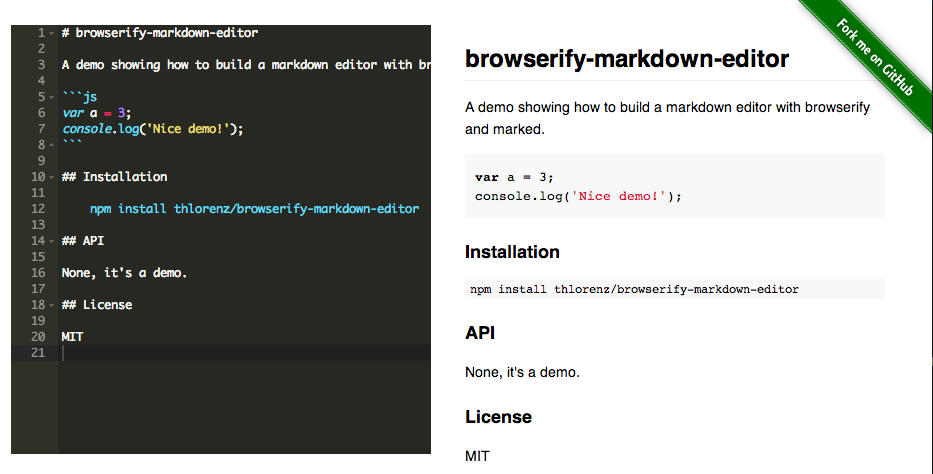 1 # browserify-markdown-editor
2
3 A demo showing how to build a markdown editor with br
4
5 ```js
6 var a = 3;
7 console.log('Nice demo!');
8 ```
9
10 ## Installation
11
12     npm install thlorenz/browserify-markdown-editor
13
14 ## API
15
16 None, it's a demo.
17
18 ## License
19
20 MIT
21
browserify-markdown-editor
A demo showing how to build a markdown editor with browserify
and marked.
var a = 3;
console.log('Nice demo!');
Installation
npm install thlorenz/browserify-markdown-editor
API
None, it's a demo.
License
MIT
Fork me on GitHub